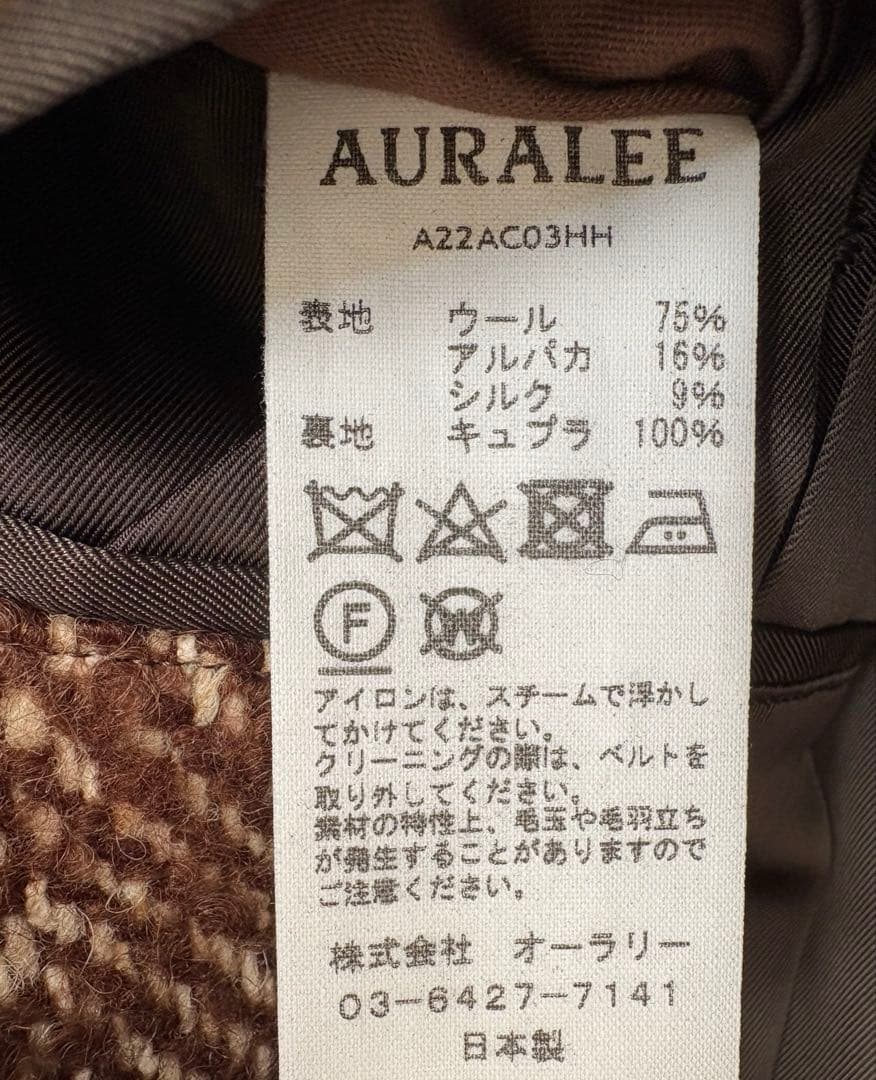 AURALEE
A22AC03HH
表地 ウール 75%
アルパカ 16%
シルク 9%
裏地 キュプラ 100%
F W
アイロンは、スチームで浮かし
てかけてください。
クリーニングの際は、ベルトを
取り外してください。
素材の特性上、毛玉や毛羽立ち
が発生することがありますので
ご注意ください。
株式会社 オーラリー
03-6427-7141
日本製